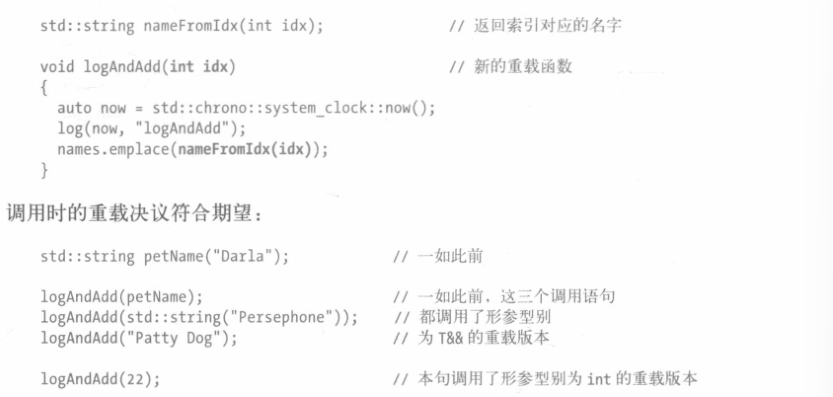 std::string nameFromIdx(int idx); // 返回索引对应的名字
void logAndAdd(int idx) // 新的重载函数
{
auto now = std::chrono::system_clock::now();
log(now, "logAndAdd");
names.emplace(nameFromIdx(idx));
}
调用时的重载决议符合期望：
std::string petName("Darla"); // 一如此前
logAndAdd(petName); // 一如此前，这三个调用语句
logAndAdd(std::string("Persephone")); // 都调用了形参型别
logAndAdd("Patty Dog"); // 为 T&& 的重载版本
logAndAdd(22); // 本句调用了形参型别为 int 的重载版本